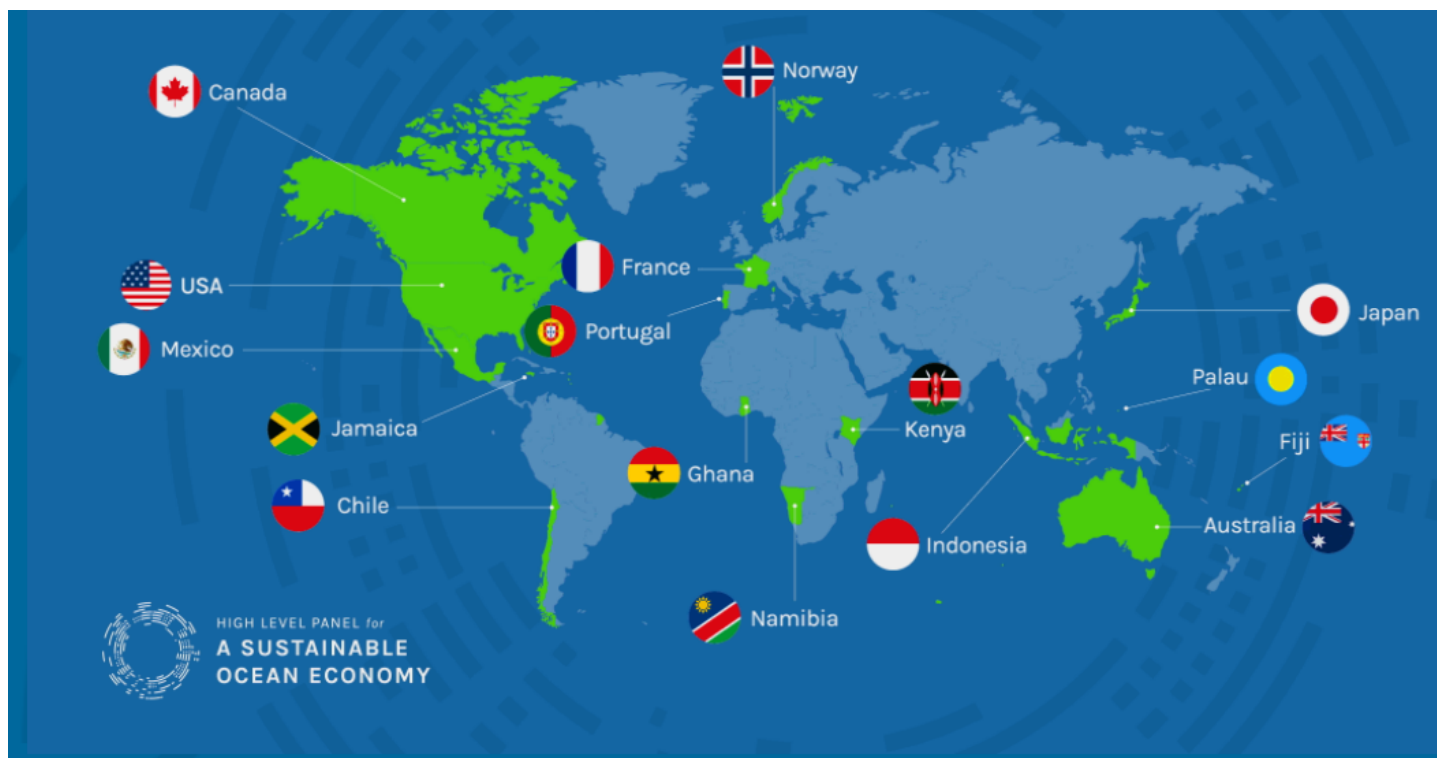 Canada
Norway
France
USA
Portugal
Japan
Mexico
Palau
Jamaica
Kenya
Fiji
Ghana
Chile
Australia
Indonesia
Namibia
HIGH LEVEL PANEL for
A SUSTAINABLE
OCEAN ECONOMY